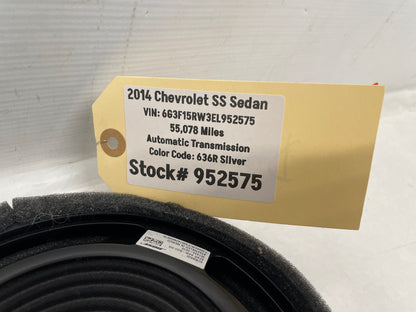 2014 Chevrolet SS Sedan
VIN: 6G3F15RW3EL952575
55,078 Miles
Automatic Transmission
Color Code: 636R Silver
Stock# 952575